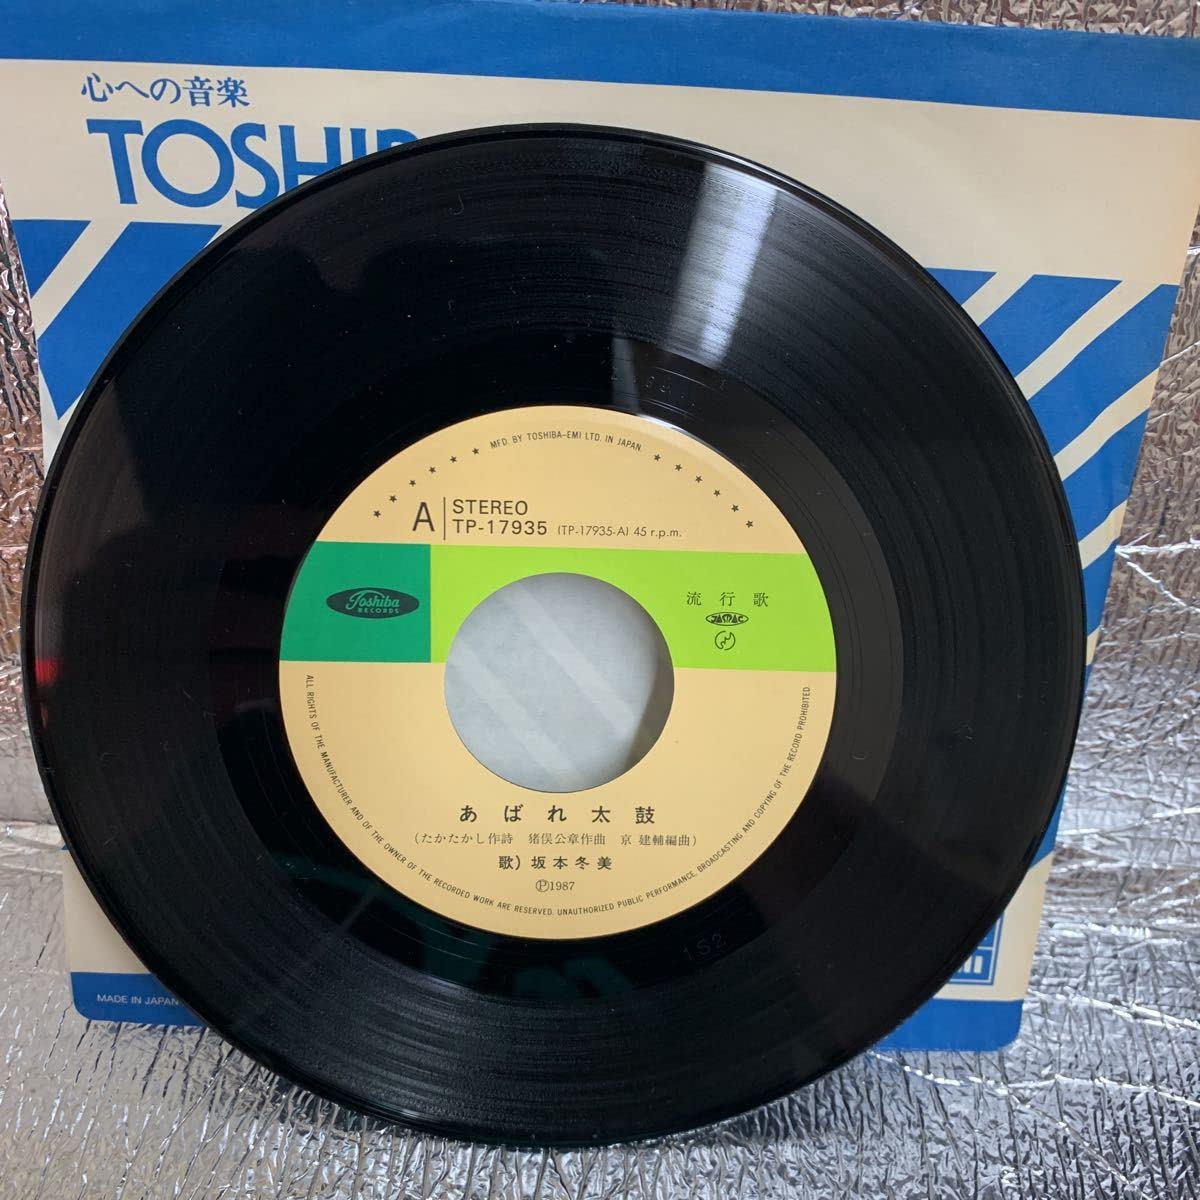 心への音楽
MFD. BY TOSHIBA-EMI LTD. IN JAPAN
A
STEREO
TP-17935 (TP-17935-A) 45 r.p.m.
Toshiba
RECORDS
流行歌
JASRAC
あばれ太鼓
(たかたかし作詩 猪俣公章作曲 京 建輔編曲)
歌) 坂本冬美
Ⓟ1987
ALL RIGHTS OF THE MANUFACTURER AND OF THE OWNER OF THE RECORDED WORK ARE RESERVED. UNAUTHORIZED PUBLIC PERFORMANCE, BROADCASTING AND COPYING OF THE RECORD PROHIBITED
152
MADE IN JAPAN